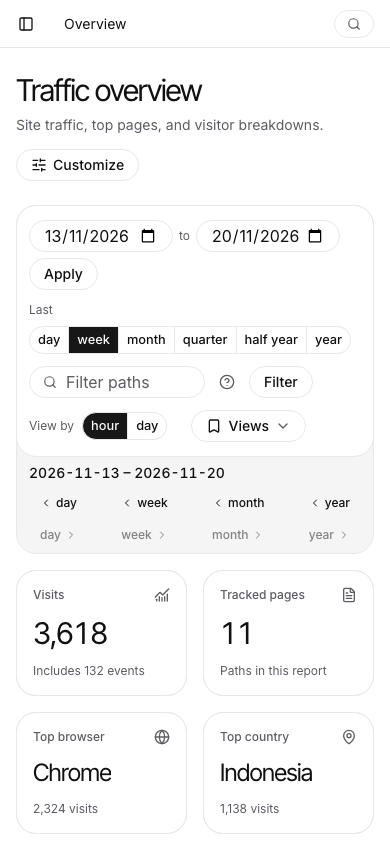 Overview
Traffic overview
Site traffic, top pages, and visitor breakdowns.
Customize
13/11/2026 to 20/11/2026
Apply
Last
day week month quarter half year year
Filter paths Filter
View by hour day Views
2026-11-13 – 2026-11-20
day week month year
day week month year
Visits
3,618
Includes 132 events
Tracked pages
11
Paths in this report
Top browser
Chrome
2,324 visits
Top country
Indonesia
1,138 visits